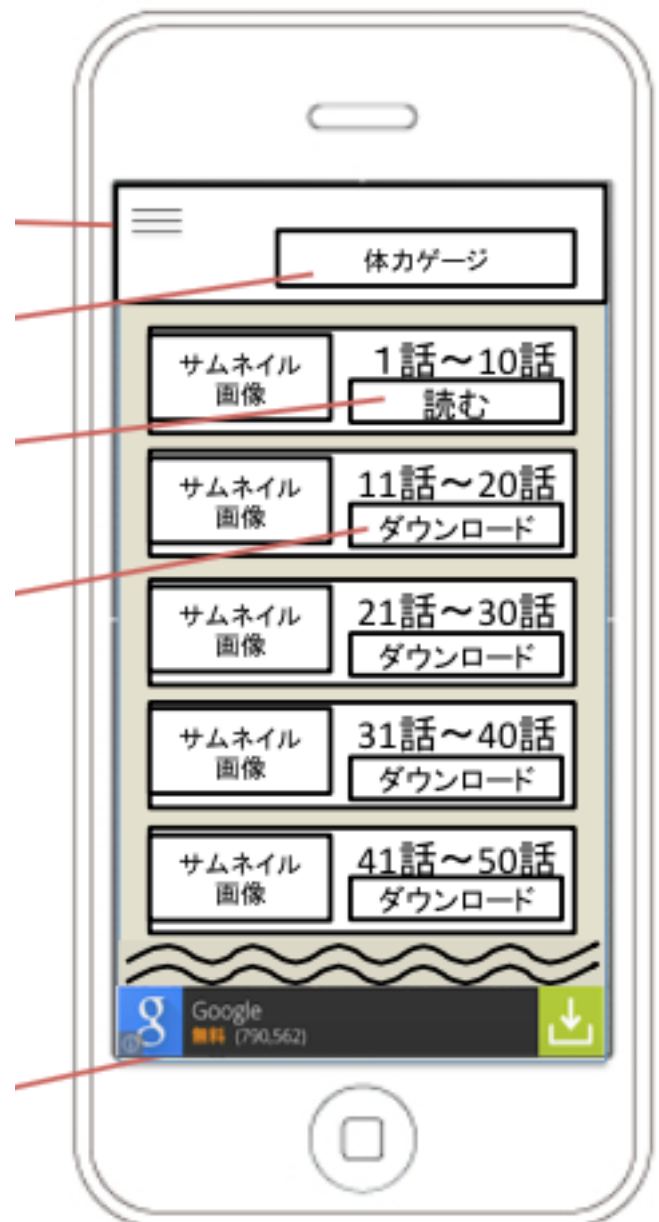 体力ゲージ
サムネイル
画像
1話～10話
読む
サムネイル
画像
11話～20話
ダウンロード
サムネイル
画像
21話～30話
ダウンロード
サムネイル
画像
31話～40話
ダウンロード
サムネイル
画像
41話～50話
ダウンロード
g
Google
無料 (790,562)